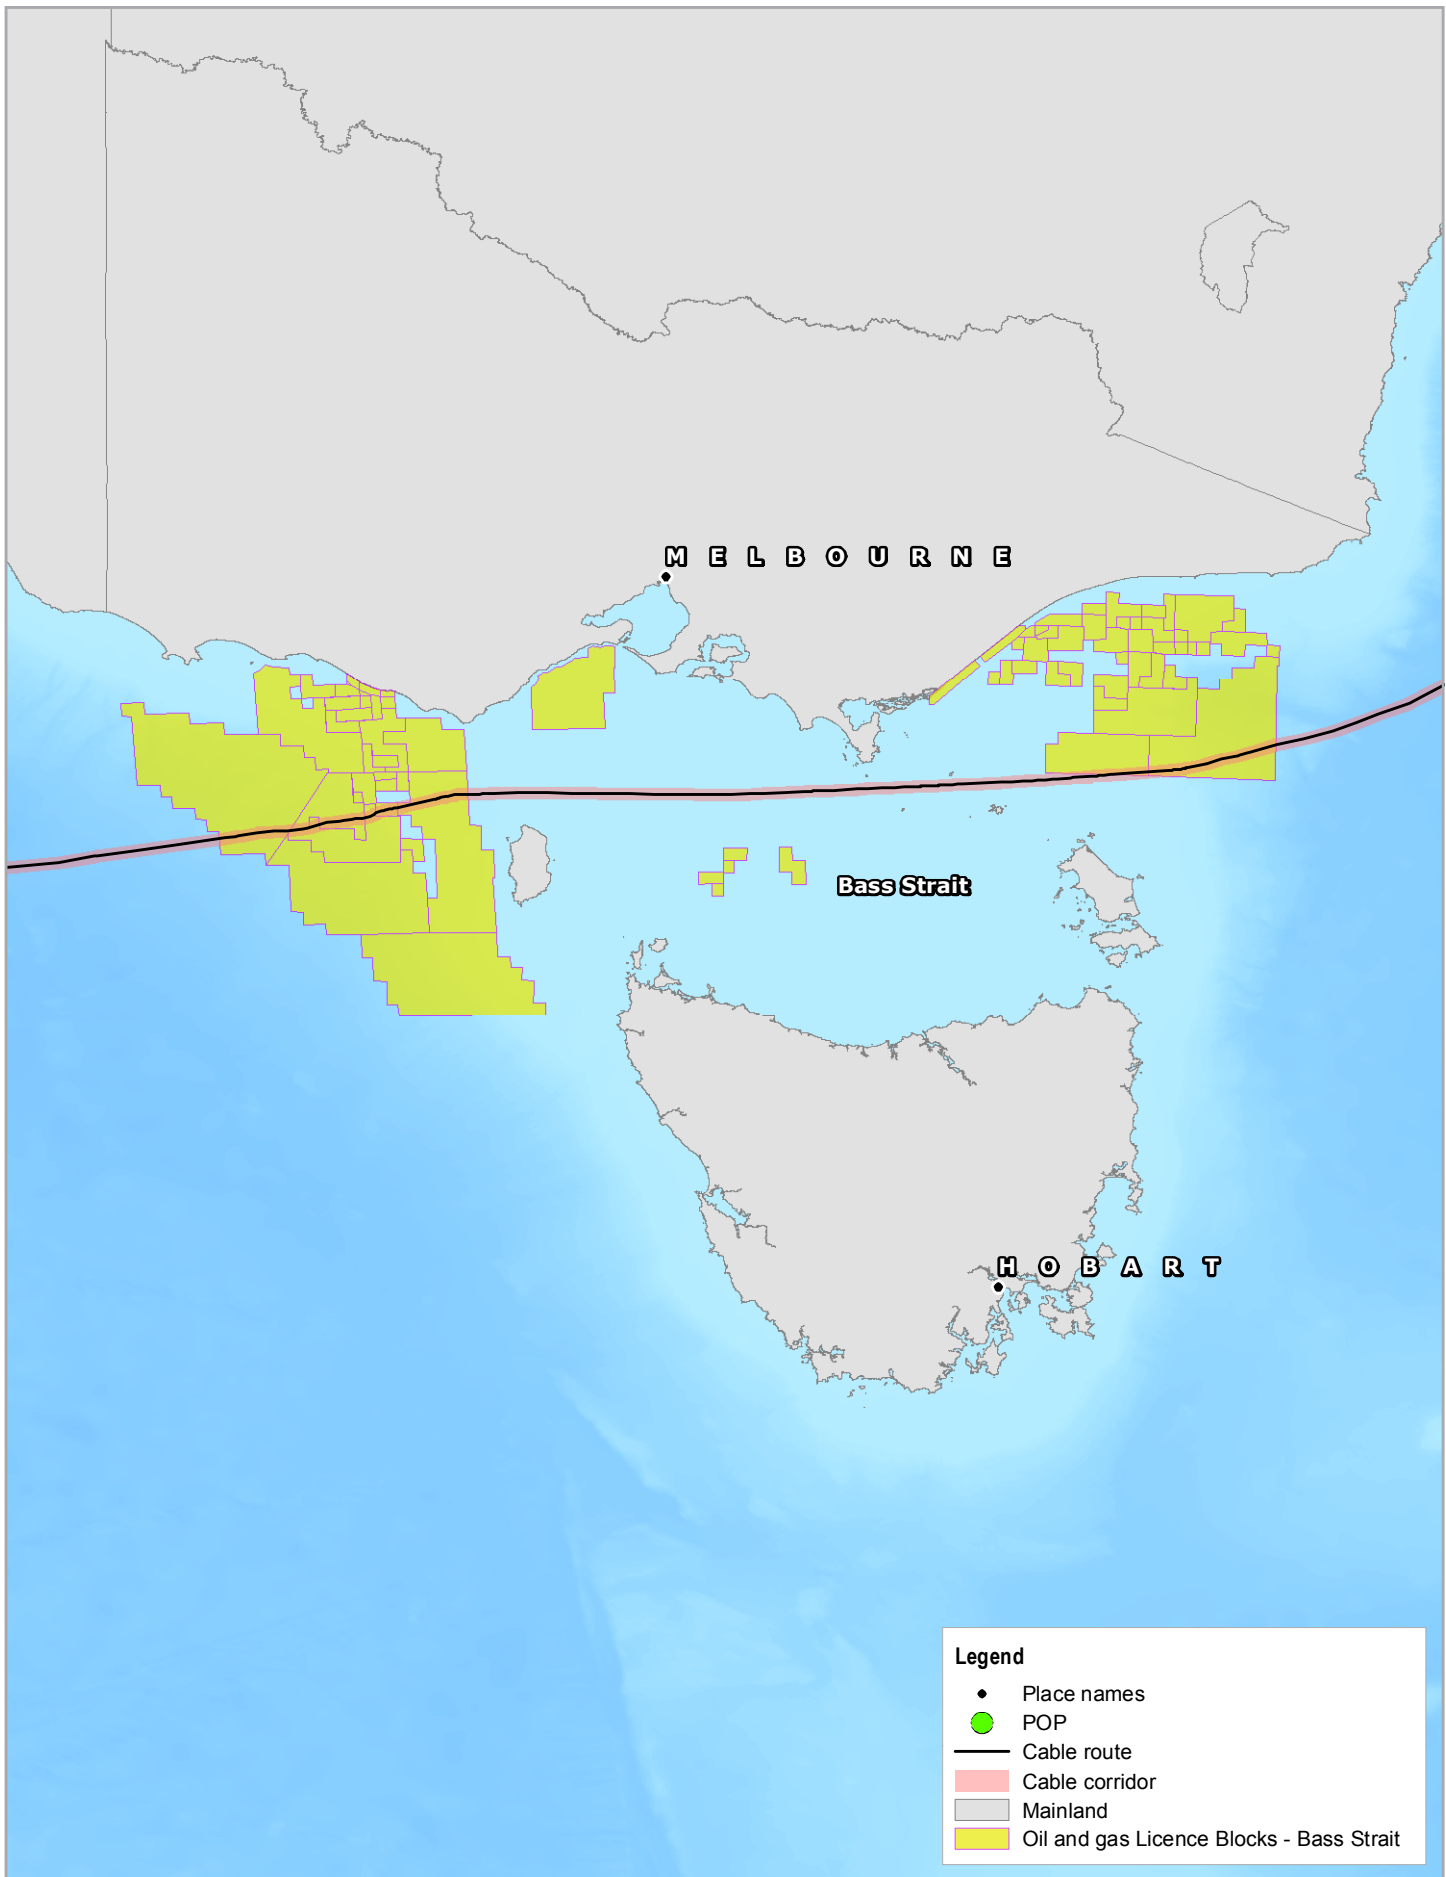 MELBOURNE
Bass Strait
HOBART
Legend
Place names
POP
Cable route
Cable corridor
Mainland
Oil and gas Licence Blocks - Bass Strait